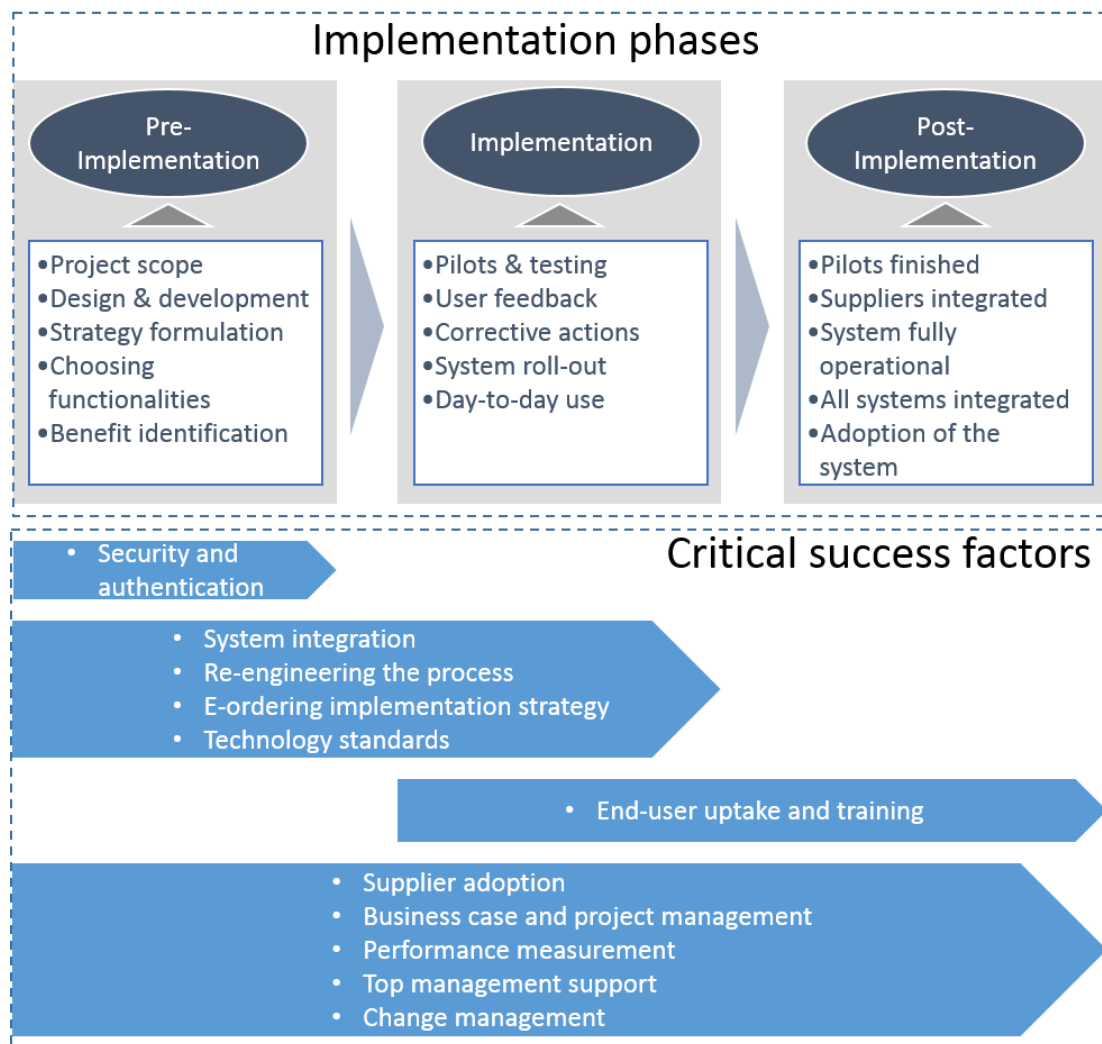 Implementation phases
Pre-
Implementation
•Project scope
•Design & development
•Strategy formulation
•Choosing
functionalities
•Benefit identification
Implementation
•Pilots & testing
•User feedback
•Corrective actions
•System roll-out
•Day-to-day use
Post-
Implementation
•Pilots finished
•Suppliers integrated
•System fully
operational
•All systems integrated
•Adoption of the
system
Critical success factors
• Security and
authentication
• System integration
• Re-engineering the process
• E-ordering implementation strategy
• Technology standards
• End-user uptake and training
• Supplier adoption
• Business case and project management
• Performance measurement
• Top management support
• Change management